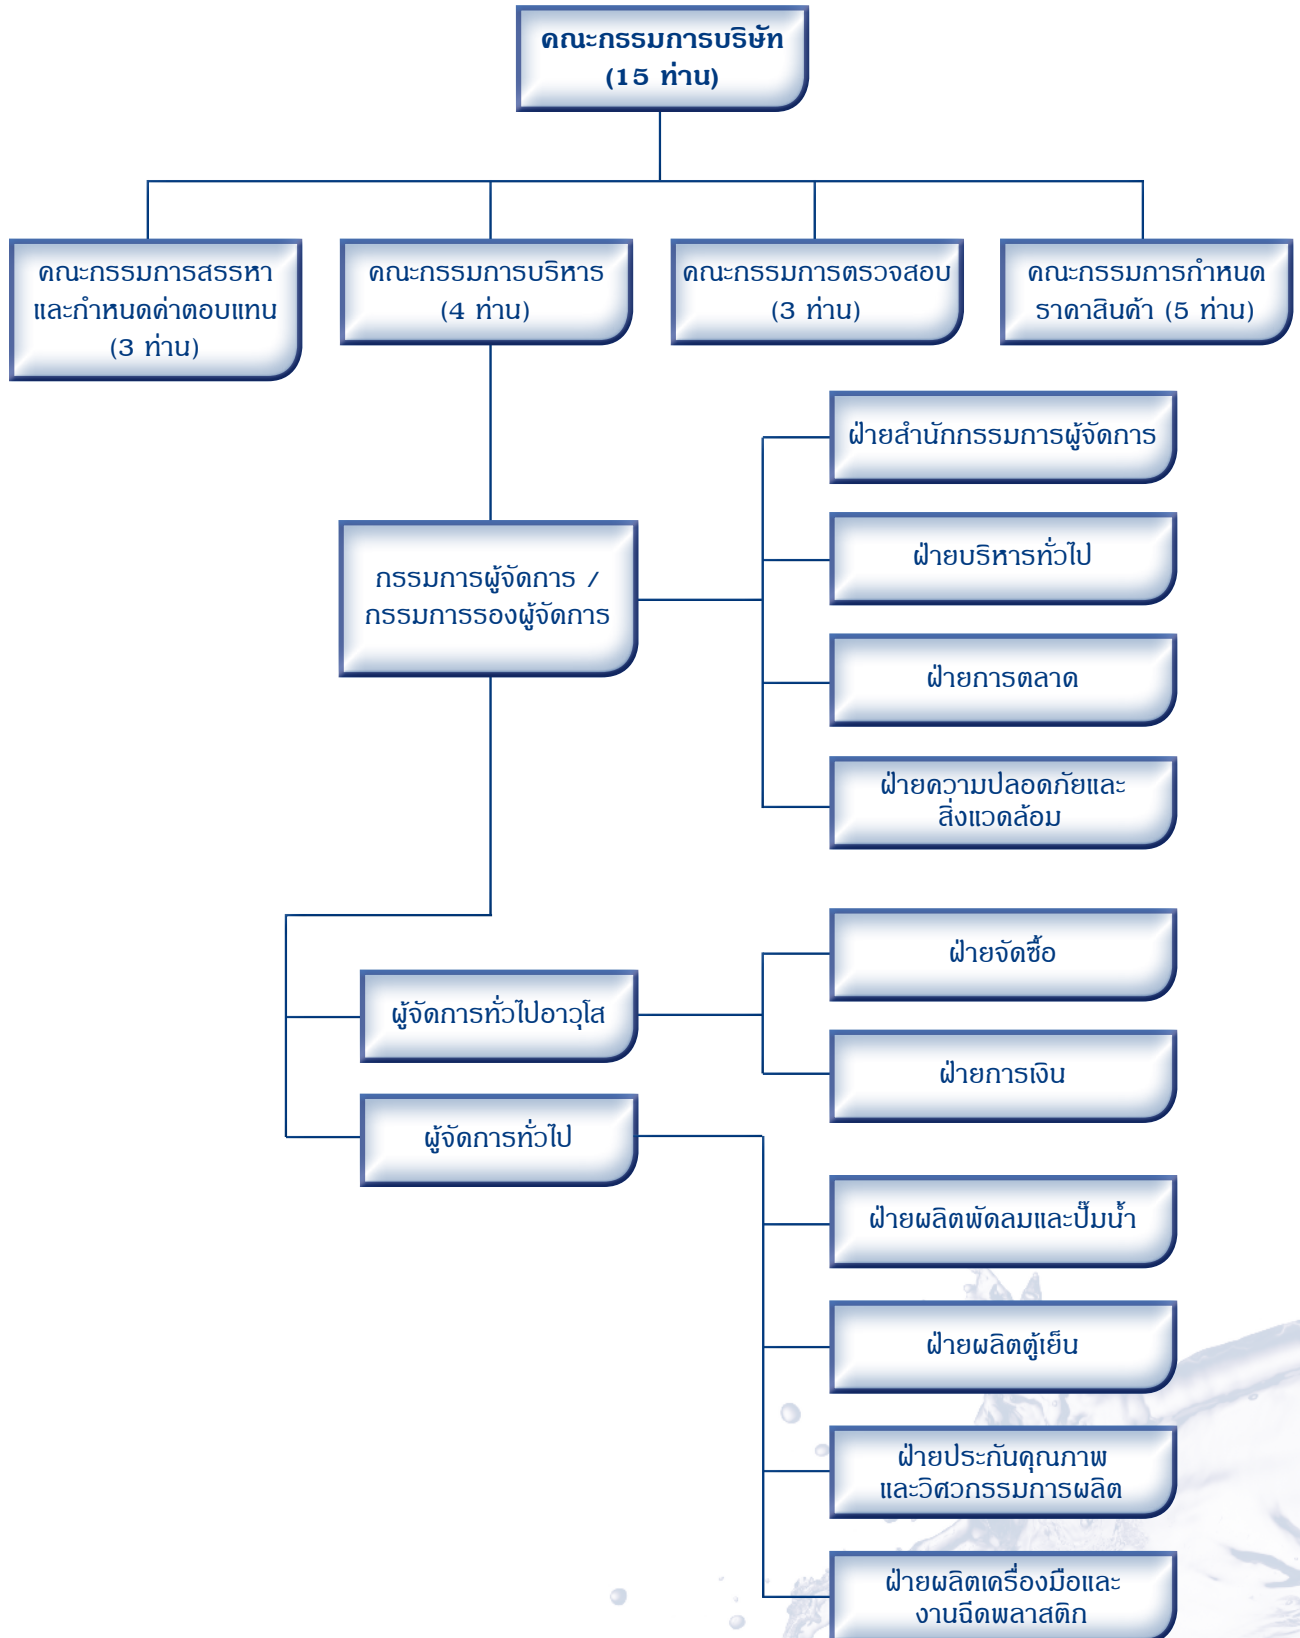 คณะกรรมการบริษัท
(15 ท่าน)
คณะกรรมการสรรหา
และกำหนดค่าตอบแทน
(3 ท่าน)
คณะกรรมการบริหาร
(4 ท่าน)
คณะกรรมการตรวจสอบ
(3 ท่าน)
คณะกรรมการกำหนด
ราคาสินค้า (5 ท่าน)
ฝ่ายสำนักกรรมการผู้จัดการ
ฝ่ายบริหารทั่วไป
กรรมการผู้จัดการ /
กรรมการรองผู้จัดการ
ฝ่ายการตลาด
ฝ่ายความปลอดภัยและ
สิ่งแวดล้อม
ฝ่ายจัดซื้อ
ผู้จัดการทั่วไปอาวุโส
ฝ่ายการเงิน
ผู้จัดการทั่วไป
ฝ่ายผลิตพัดลมและปั๊มน้ำ
ฝ่ายผลิตตู้เย็น
ฝ่ายประกันคุณภาพ
และวิศวกรรมการผลิต
ฝ่ายผลิตเครื่องมือและ
งานฉีดพลาสติก